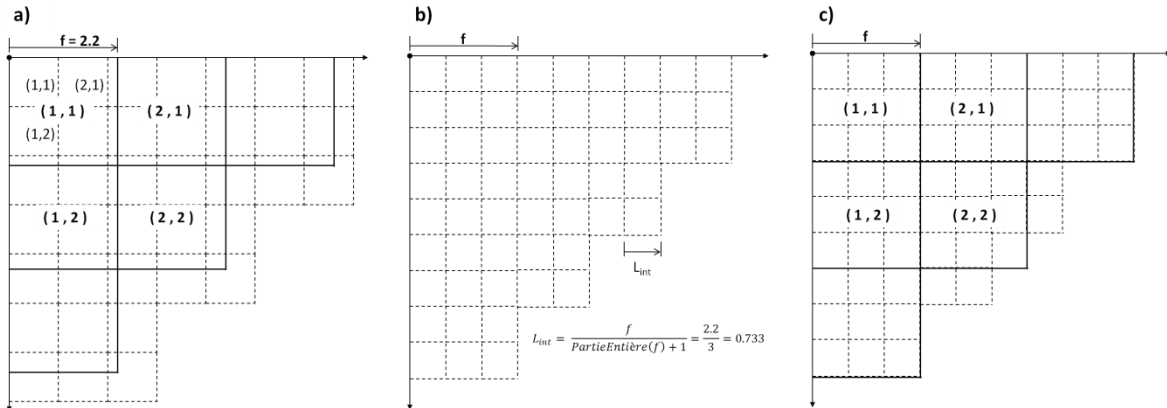 a)
f = 2.2
(1,1) (2,1)
(1 , 1) (2 , 1)
(1,2)
(1 , 2) (2 , 2)
b)
f
L_int
L_int = f / (PartieEntière(f) + 1) = 2.2 / 3 = 0.733
c)
f
(1 , 1) (2 , 1)
(1 , 2) (2 , 2)